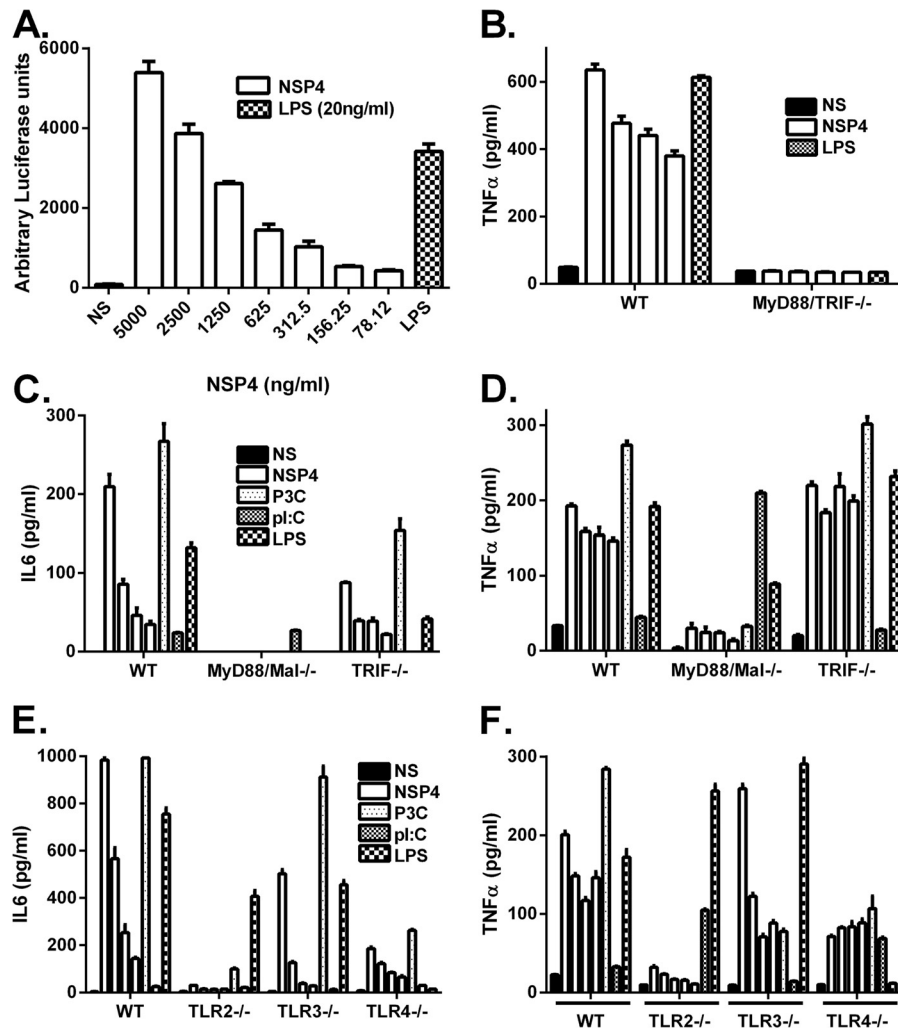 A.
Arbitrary Luciferase units
6000
4000
2000
0
NSP4
LPS (20ng/ml)
NS
5000
2500
1250
625
312.5
156.25
78.12
LPS
NSP4 (ng/ml)
B.
TNFα (pg/ml)
600
400
200
0
NS
NSP4
LPS
WT
MyD88/TRIF-/-
C.
IL6 (pg/ml)
300
200
100
0
NS
NSP4
P3C
pI:C
LPS
WT
MyD88/Mal-/-
TRIF-/-
D.
TNFα (pg/ml)
300
200
100
0
WT
MyD88/Mal-/-
TRIF-/-
E.
IL6 (pg/ml)
1000
800
600
400
200
0
NS
NSP4
P3C
pI:C
LPS
WT
TLR2-/-
TLR3-/-
TLR4-/-
F.
TNFα (pg/ml)
300
200
100
0
WT
TLR2-/-
TLR3-/-
TLR4-/-